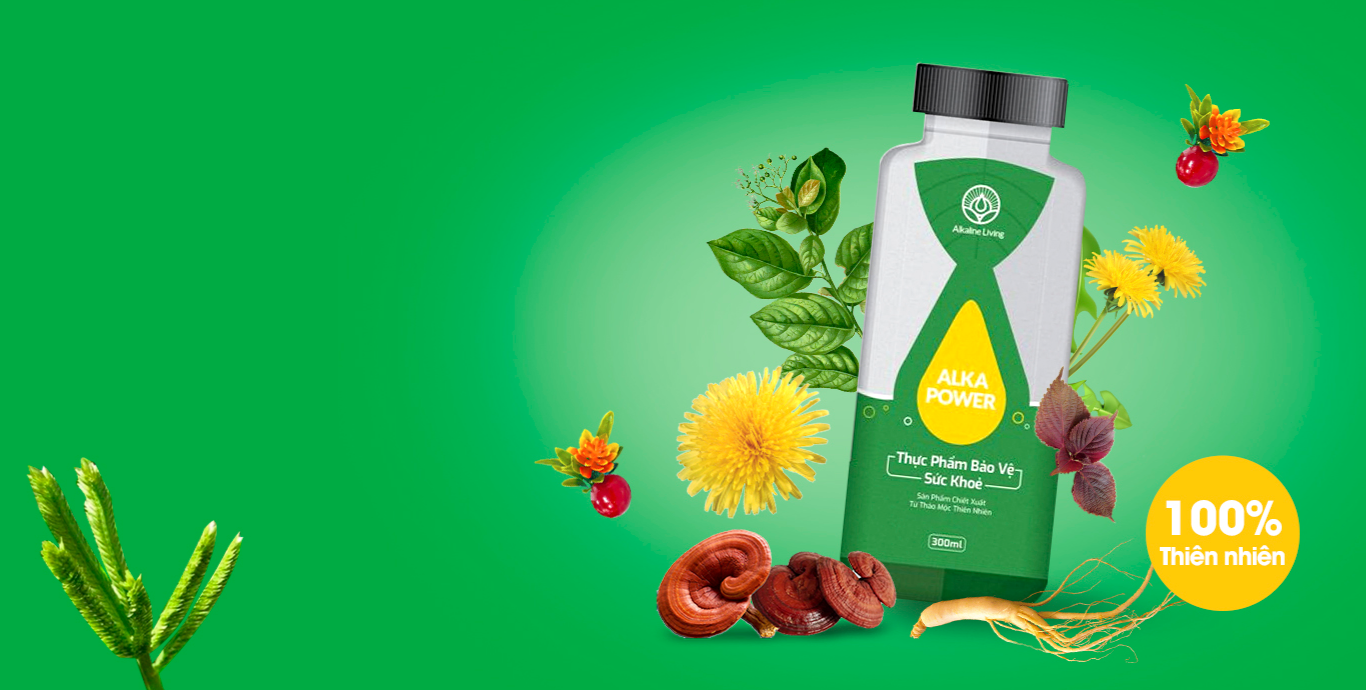 Alkaline Living
ALKA
POWER
Thực Phẩm Bảo Vệ
Sức Khoẻ
Sản Phẩm Chiết Xuất
Từ Thảo Mộc Thiên Nhiên
300ml
100%
Thiên nhiên